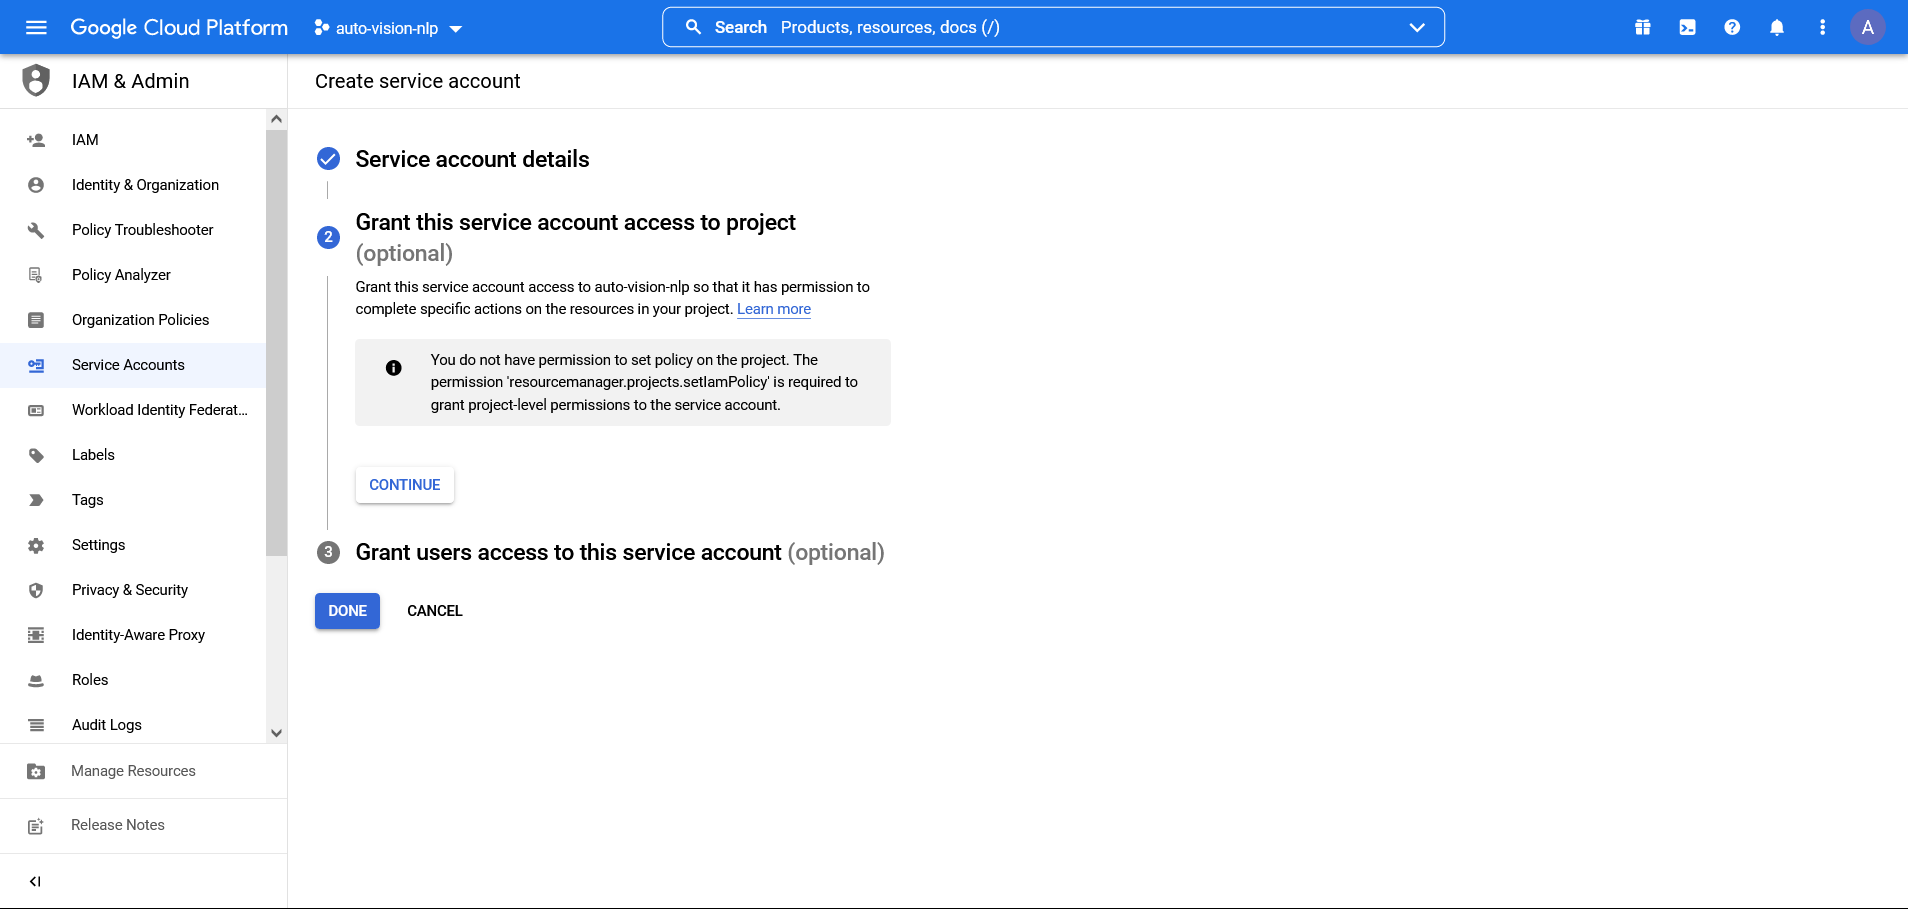 Google Cloud Platform
auto-vision-nlp
Search Products, resources, docs (/)
A
IAM & Admin
IAM
Identity & Organization
Policy Troubleshooter
Policy Analyzer
Organization Policies
Service Accounts
Workload Identity Federat...
Labels
Tags
Settings
Privacy & Security
Identity-Aware Proxy
Roles
Audit Logs
Manage Resources
Release Notes
Create service account
Service account details
2
Grant this service account access to project
(optional)
Grant this service account access to auto-vision-nlp so that it has permission to
complete specific actions on the resources in your project. Learn more
You do not have permission to set policy on the project. The
permission 'resourcemanager.projects.setIamPolicy' is required to
grant project-level permissions to the service account.
CONTINUE
3 Grant users access to this service account (optional)
DONE CANCEL